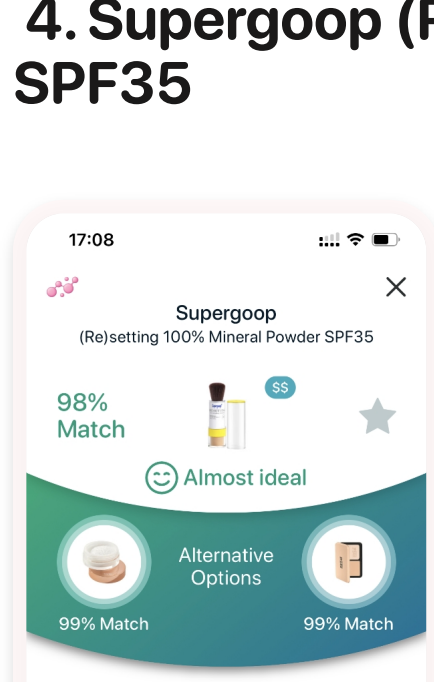 4. Supergoop (
SPF35
17:08
Supergoop
(Re)setting 100% Mineral Powder SPF35
$$
98%
Match
Almost ideal
Alternative
Options
99% Match
99% Match